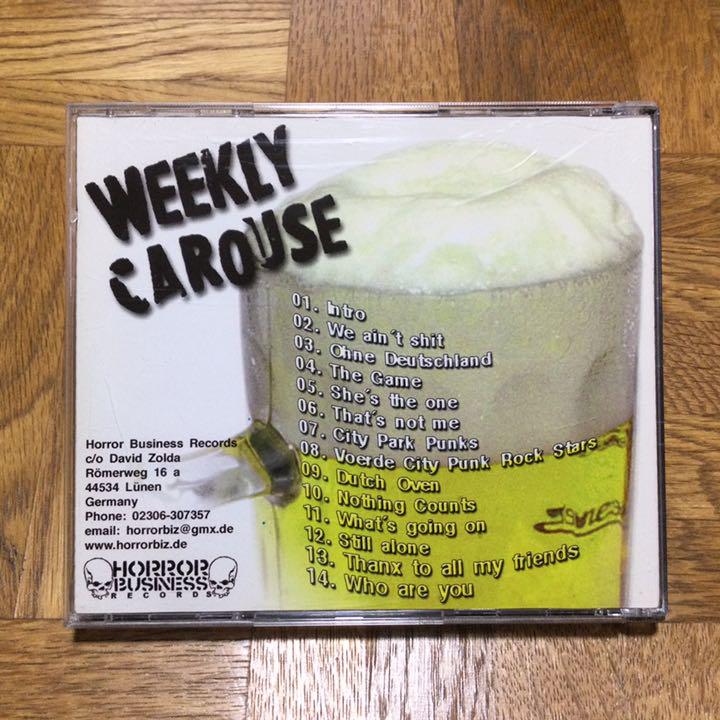 WEEKLY
CAROUSE
01. Intro
02. We ain´t shit
03. Ohne Deutschland
04. The Game
05. She's the one
06. That's not me
07. City Park Punks
08. Voerde City Punk Rock Stars
09. Dutch Oven
10. Nothing Counts
11. What's going on
12. Still alone
13. Thanx to all my friends
14. Who are you
Horror Business Records
c/o David Zolda
Römerweg 16 a
44534 Lünen
Germany
Phone: 02306-307357
email: horrorbiz@gmx.de
www.horrorbiz.de
HORROR
BUSINESS
RECORDS